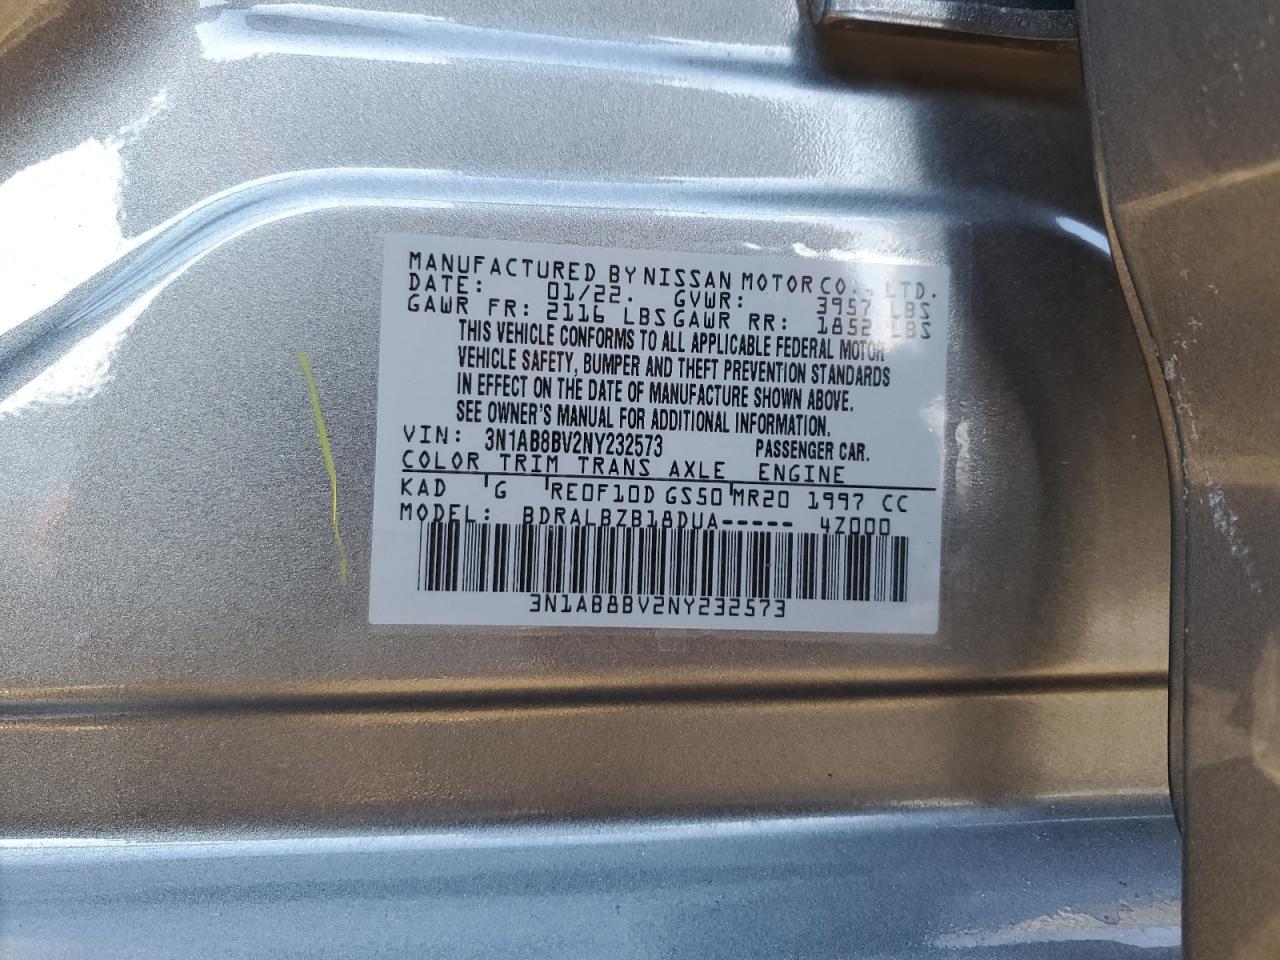 MANUFACTURED BY NISSAN MOTOR CO., LTD.
DATE: 01/22. GVWR: 3957 LBS
GAWR FR: 2116 LBS GAWR RR: 1852 LBS
THIS VEHICLE CONFORMS TO ALL APPLICABLE FEDERAL MOTOR
VEHICLE SAFETY, BUMPER AND THEFT PREVENTION STANDARDS
IN EFFECT ON THE DATE OF MANUFACTURE SHOWN ABOVE.
SEE OWNER'S MANUAL FOR ADDITIONAL INFORMATION.
VIN: 3N1AB8BV2NY232573 PASSENGER CAR.
COLOR TRIM TRANS AXLE ENGINE
KAD G RE0F10D GS50 MR20 1997 CC
MODEL: BDRALBZB18DUA----- 4Z000
3N1AB8BV2NY232573